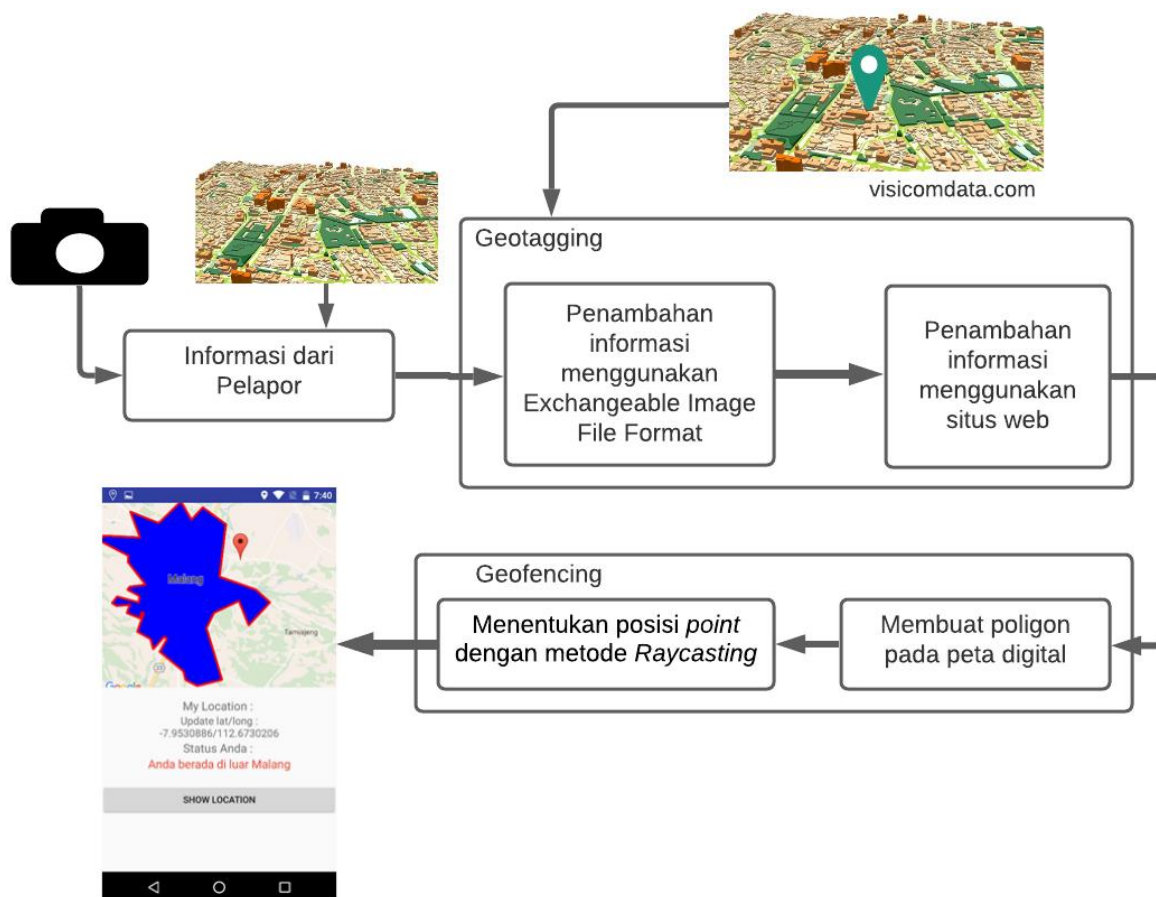 visicomdata.com
Geotagging
Informasi dari
Pelapor
Penambahan
informasi
menggunakan
Exchangeable Image
File Format
Penambahan
informasi
menggunakan
situs web
7:40
Malang
Tamiajeng
Google
My Location :
Update lat/long :
-7.9530886/112.6730206
Status Anda :
Anda berada di luar Malang
SHOW LOCATION
Geofencing
Menentukan posisi point
dengan metode Raycasting
Membuat poligon
pada peta digital